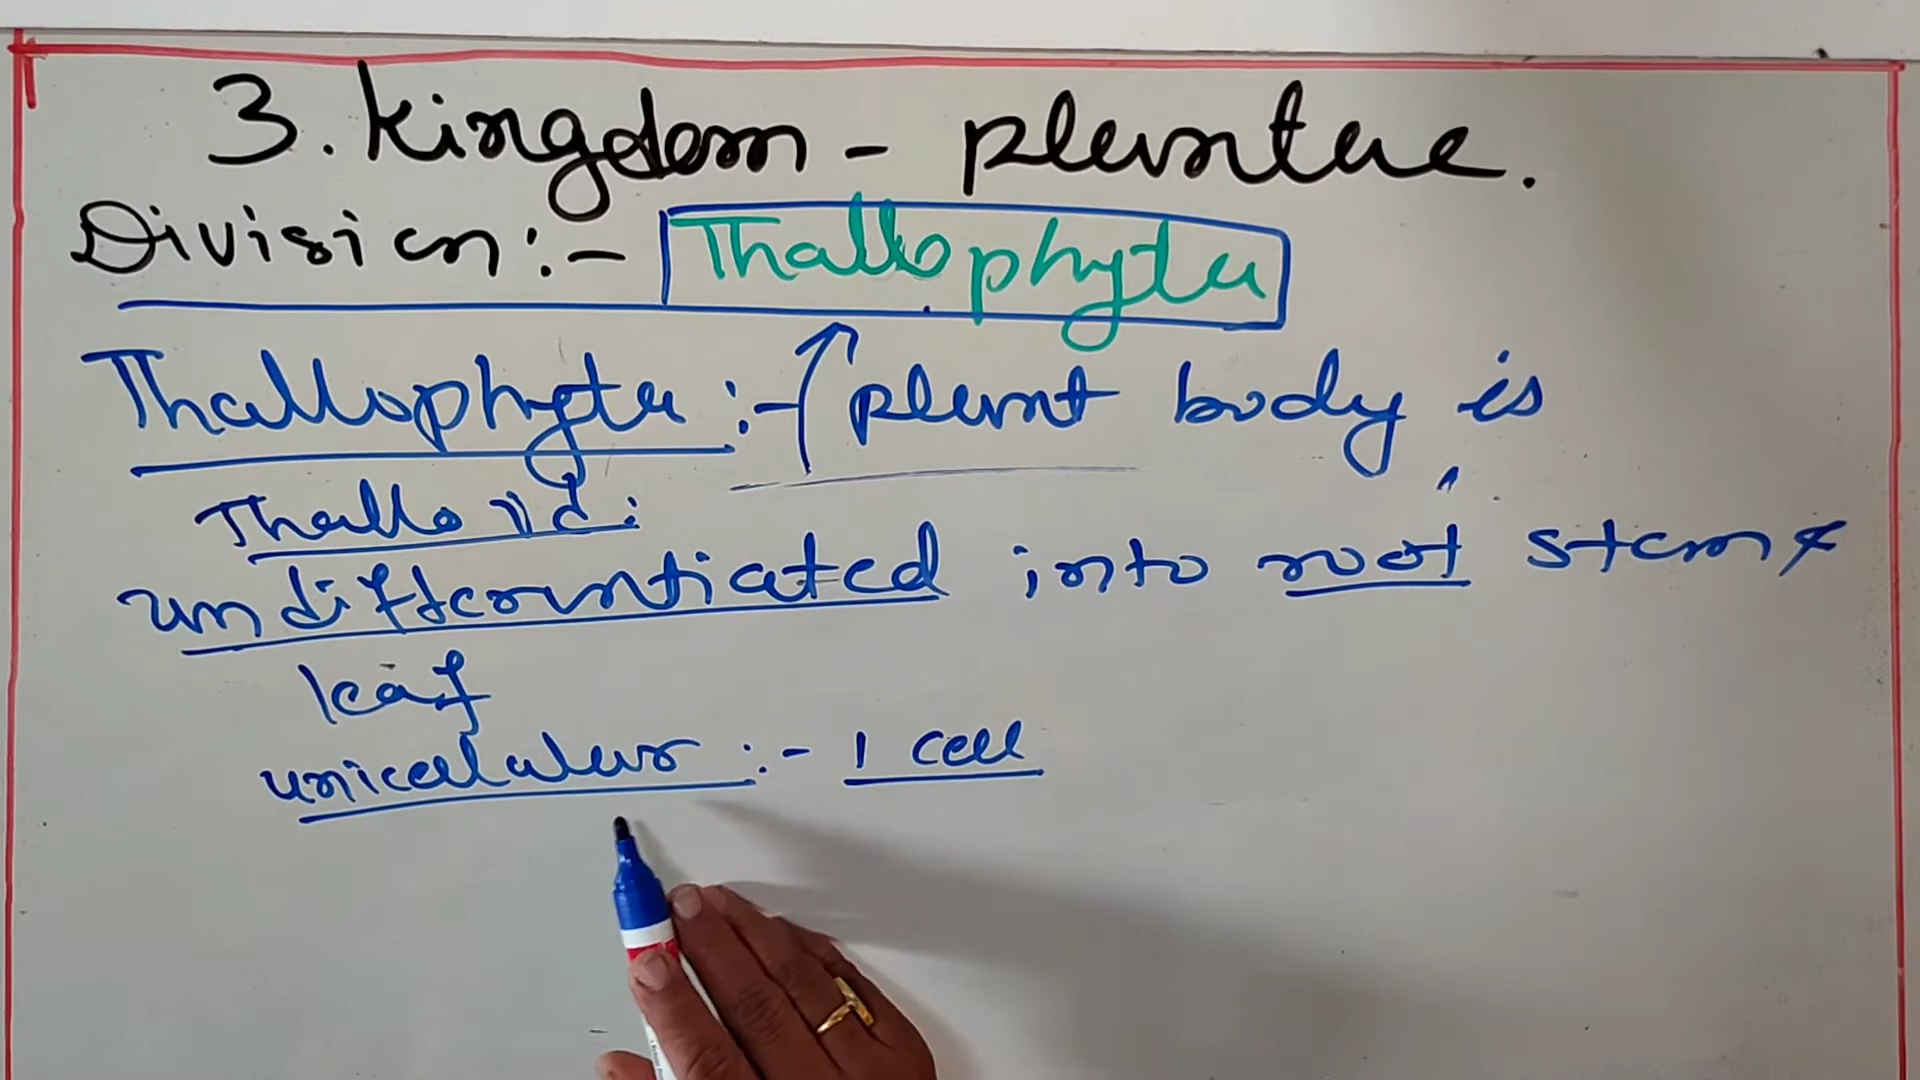 3. kingdom - plantae.
Division :- Thallophyta
Thallophyta :- plant body is
Thalloid :
undifferentiated into root stem &
leaf
unicellular :- 1 cell